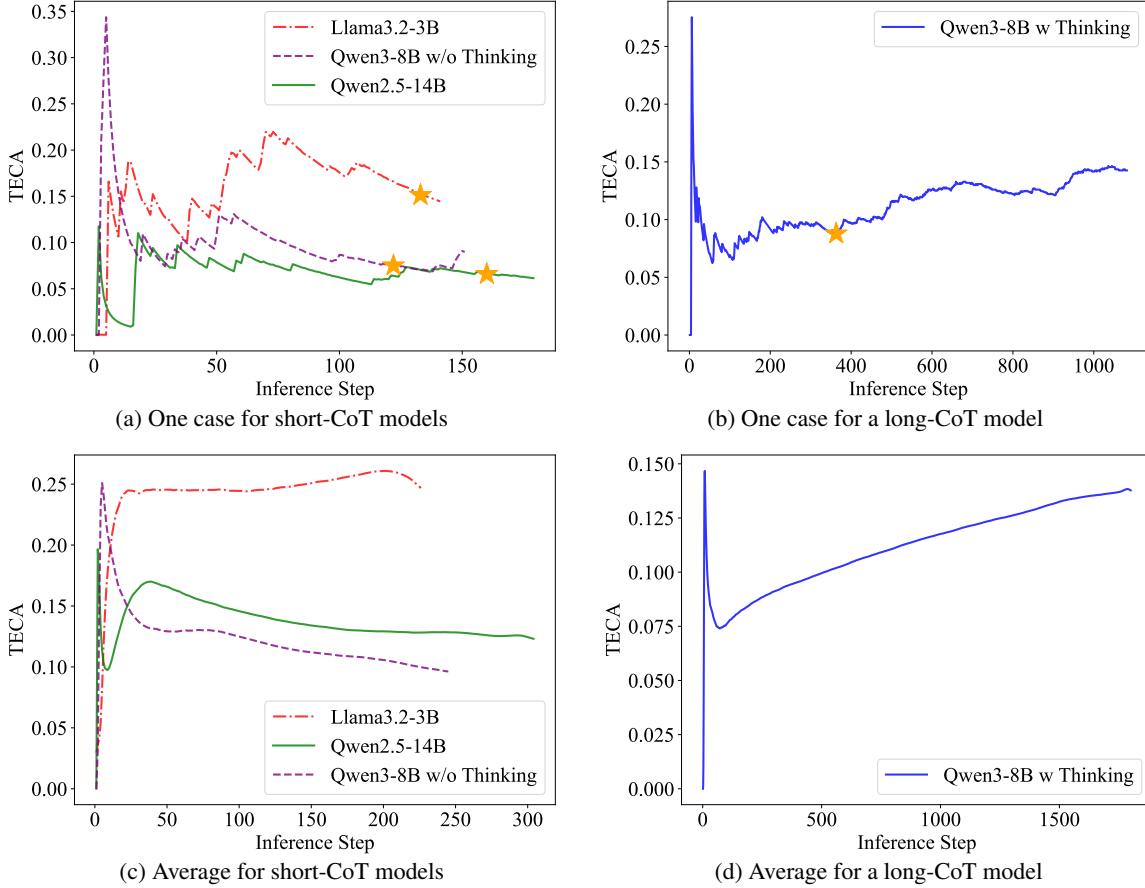 0.35
0.30
0.25
0.20
0.15
0.10
0.05
0.00
TECA
Llama3.2-3B
Qwen3-8B w/o Thinking
Qwen2.5-14B
0 50 100 150
Inference Step
(a) One case for short-CoT models
0.25
0.20
0.15
0.10
0.05
0.00
TECA
Qwen3-8B w Thinking
0 200 400 600 800 1000
Inference Step
(b) One case for a long-CoT model
0.25
0.20
0.15
0.10
0.05
0.00
TECA
Llama3.2-3B
Qwen2.5-14B
Qwen3-8B w/o Thinking
0 50 100 150 200 250 300
Inference Step
(c) Average for short-CoT models
0.150
0.125
0.100
0.075
0.050
0.025
0.000
TECA
Qwen3-8B w Thinking
0 500 1000 1500
Inference Step
(d) Average for a long-CoT model